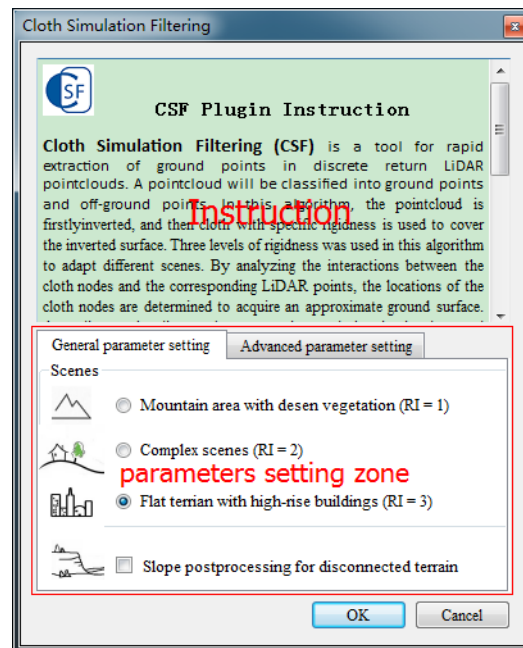 Cloth Simulation Filtering
CSF
CSF Plugin Instruction
Cloth Simulation Filtering (CSF) is a tool for rapid
extraction of ground points in discrete return LiDAR
pointclouds. A pointcloud will be classified into ground points
and off-ground points. In this algorithm, the pointcloud is
Instruction
firstlyinverted, and then cloth with specific rigidness is used to cover
the inverted surface. Three levels of rigidness was used in this algorithm
to adapt different scenes. By analyzing the interactions between the
cloth nodes and the corresponding LiDAR points, the locations of the
cloth nodes are determined to acquire an approximate ground surface.
General parameter setting
Advanced parameter setting
Scenes
Mountain area with desen vegetation (RI = 1)
Complex scenes (RI = 2)
parameters setting zone
Flat terrian with high-rise buildings (RI = 3)
Slope postprocessing for disconnected terrain
OK
Cancel